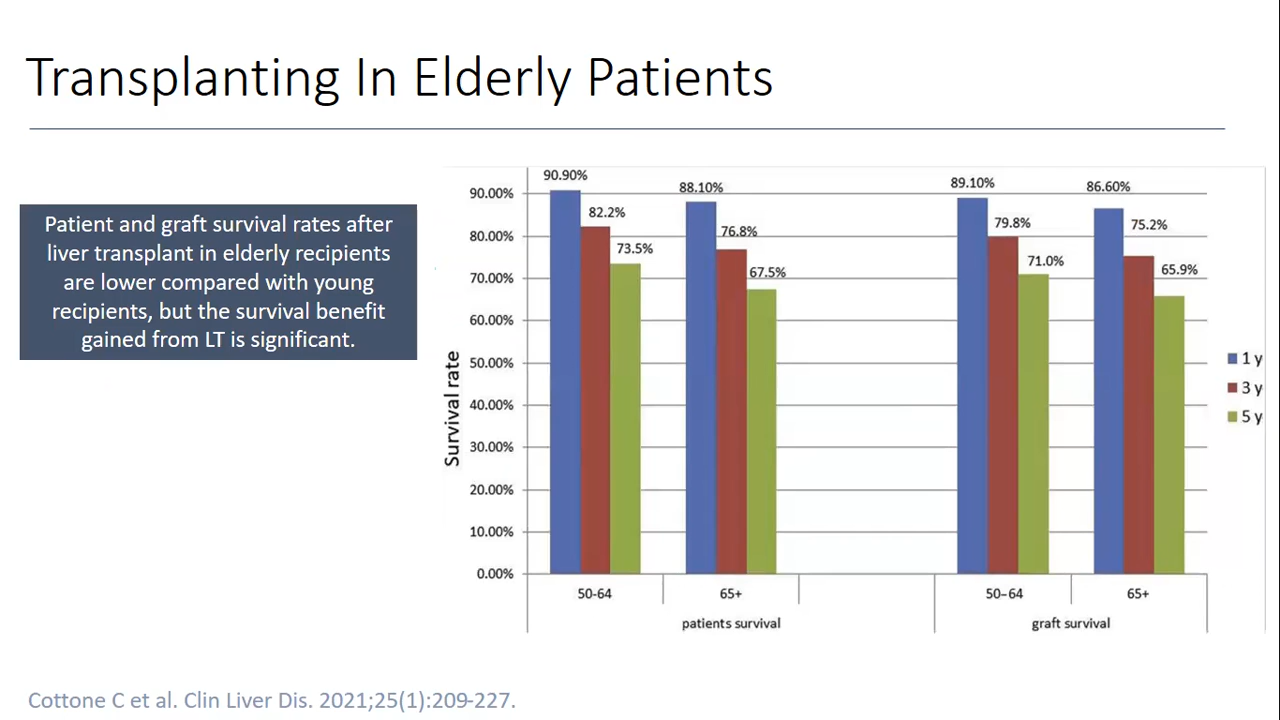 Transplanting In Elderly Patients
Patient and graft survival rates after
liver transplant in elderly recipients
are lower compared with young
recipients, but the survival benefit
gained from LT is significant.
Survival rate
90.00%
80.00%
70.00%
60.00%
50.00%
40.00%
30.00%
20.00%
10.00%
0.00%
90.90%
82.2%
73.5%
88.10%
76.8%
67.5%
89.10%
79.8%
71.0%
86.60%
75.2%
65.9%
50-64
65+
50–64
65+
patients survival
graft survival
1 y
3 y
5 y
Cottone C et al. Clin Liver Dis. 2021;25(1):209-227.